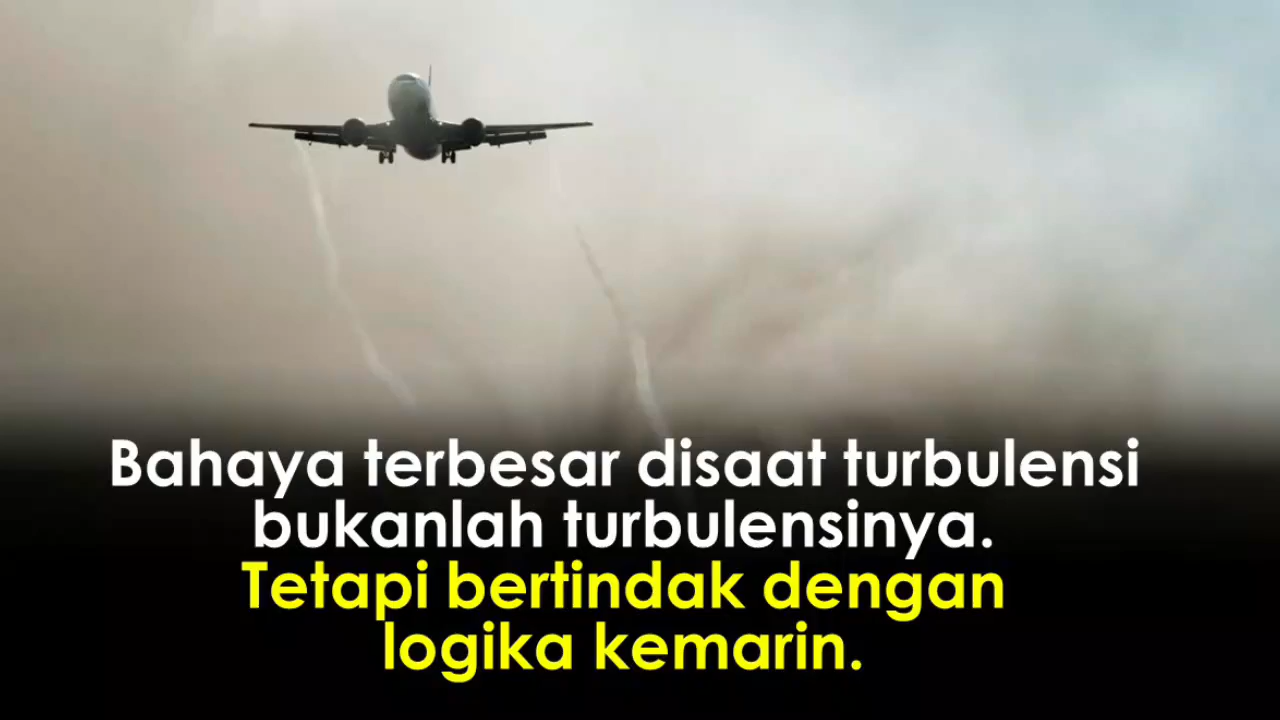 Bahaya terbesar disaat turbulensi
bukanlah turbulensinya.
Tetapi bertindak dengan
logika kemarin.